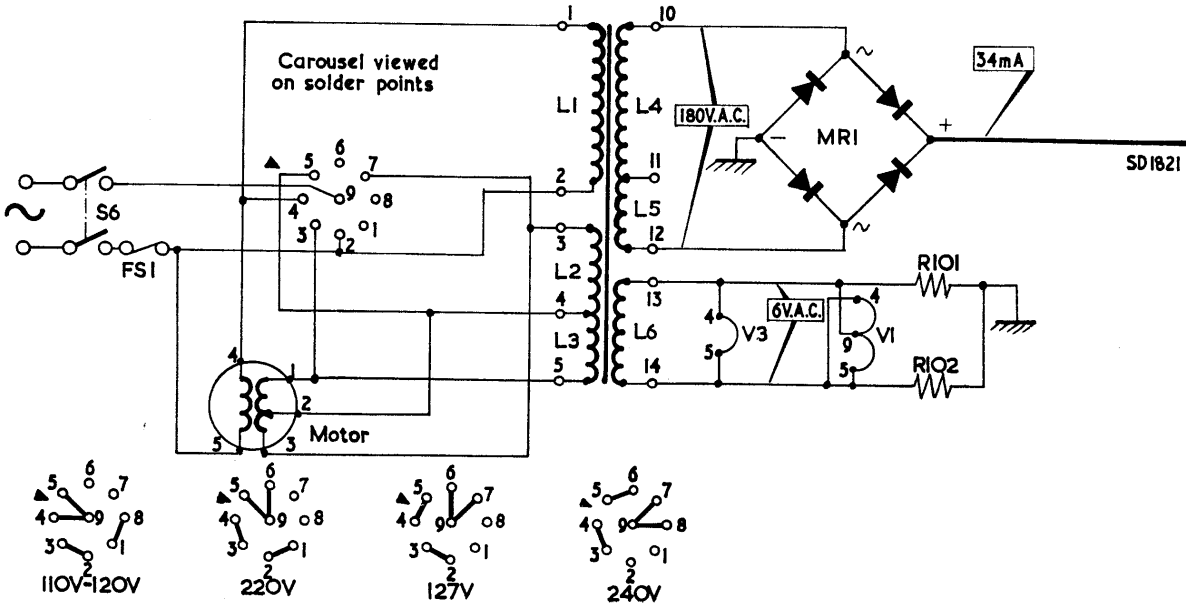 1 10
Carousel viewed
on solder points
34mA
L1 L4 180V.A.C. MR1 - + ~ ~
SD1821
6
5 7
4 9 8
3 1
2
2 11
L5
S6
~
FS1
3 12
L2
4
L3
5
13
L6
14
6V.A.C.
4
V3
5
4
9 V1
5
R101
R102
4 1
2
5 3
Motor
6
5 7
4 9 8
3 1
2
110V-120V
6
5 7
4 9 8
3 1
2
220V
6
5 7
4 9 8
3 1
2
127V
6
5 7
4 9 8
3 1
2
240V